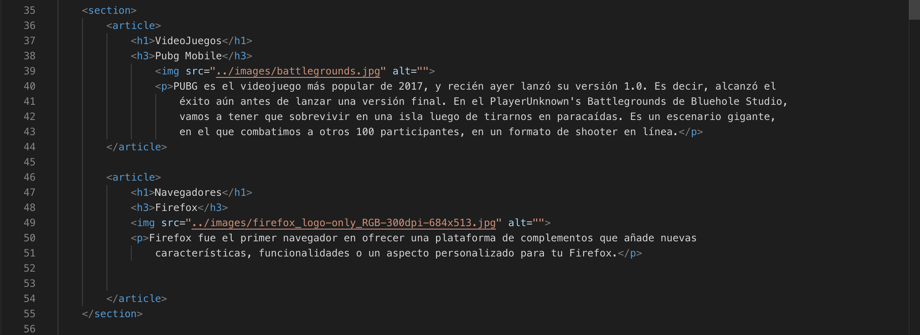 35 <section>
36 <article>
37 <h1>VideoJuegos</h1>
38 <h3>Pubg Mobile</h3>
39 <img src="../images/battlegrounds.jpg" alt="">
40 <p>PUBG es el videojuego más popular de 2017, y recién ayer lanzó su versión 1.0. Es decir, alcanzó el
41 éxito aún antes de lanzar una versión final. En el PlayerUnknown's Battlegrounds de Bluehole Studio,
42 vamos a tener que sobrevivir en una isla luego de tirarnos en paracaídas. Es un escenario gigante,
43 en el que combatimos a otros 100 participantes, en un formato de shooter en línea.</p>
44 </article>
45
46 <article>
47 <h1>Navegadores</h1>
48 <h3>Firefox</h3>
49 <img src="../images/firefox_logo-only_RGB-300dpi-684x513.jpg" alt="">
50 <p>Firefox fue el primer navegador en ofrecer una plataforma de complementos que añade nuevas
51 características, funcionalidades o un aspecto personalizado para tu Firefox.</p>
52
53
54 </article>
55 </section>
56